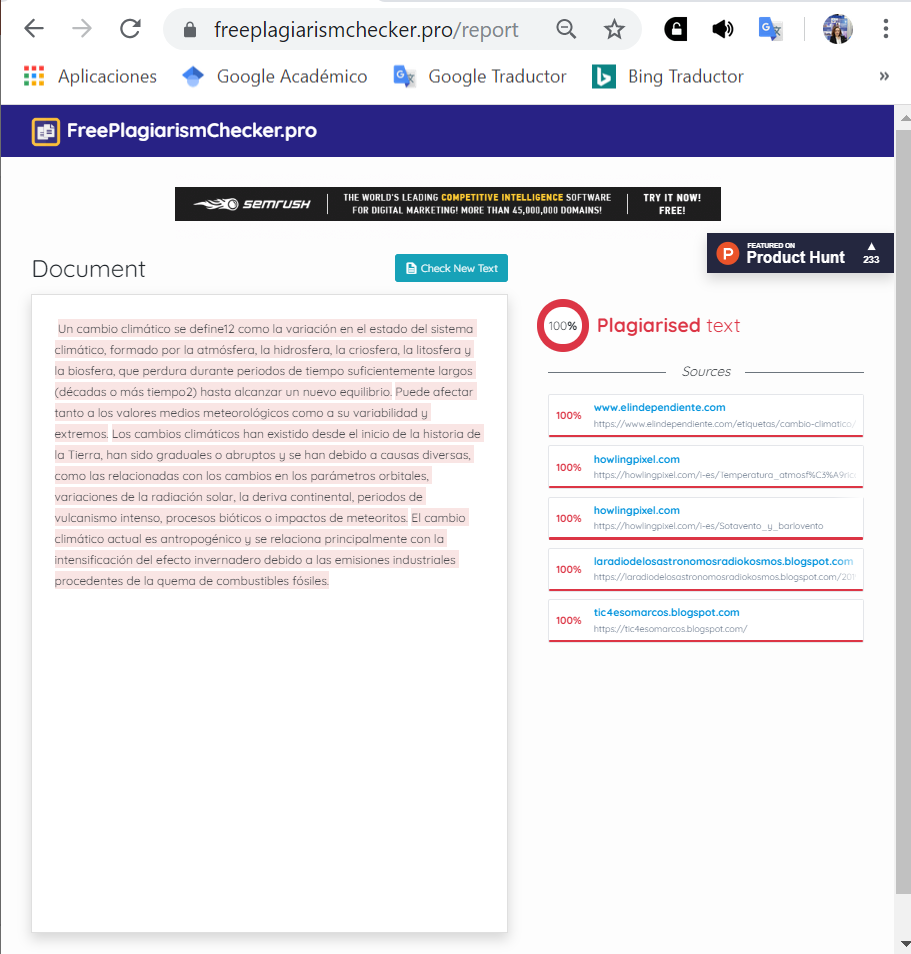 freeplagiarismchecker.pro/report
Aplicaciones
Google Académico
Google Traductor
Bing Traductor
»
FreePlagiarismChecker.pro
semrush
THE WORLD'S LEADING COMPETITIVE INTELLIGENCE SOFTWARE
FOR DIGITAL MARKETING! MORE THAN 45,000,000 DOMAINS!
TRY IT NOW!
FREE!
P
FEATURED ON
Product Hunt
▲
233
Document
Check New Text
Un cambio climático se define12 como la variación en el estado del sistema
climático, formado por la atmósfera, la hidrosfera, la criosfera, la litosfera y
la biosfera, que perdura durante periodos de tiempo suficientemente largos
(décadas o más tiempo2) hasta alcanzar un nuevo equilibrio. Puede afectar
tanto a los valores medios meteorológicos como a su variabilidad y
extremos. Los cambios climáticos han existido desde el inicio de la historia de
la Tierra, han sido graduales o abruptos y se han debido a causas diversas,
como las relacionadas con los cambios en los parámetros orbitales,
variaciones de la radiación solar, la deriva continental, periodos de
vulcanismo intenso, procesos bióticos o impactos de meteoritos. El cambio
climático actual es antropogénico y se relaciona principalmente con la
intensificación del efecto invernadero debido a las emisiones industriales
procedentes de la quema de combustibles fósiles.
100%
Plagiarised text
Sources
100%
www.elindependiente.com
https://www.elindependiente.com/etiquetas/cambio-climatico/
100%
howlingpixel.com
https://howlingpixel.com/i-es/Temperatura_atmosf%C3%A9ric
100%
howlingpixel.com
https://howlingpixel.com/i-es/Sotavento_y_barlovento
100%
laradiodelosastronomosradiokosmos.blogspot.com
https://laradiodelosastronomosradiokosmos.blogspot.com/201
100%
tic4esomarcos.blogspot.com
https://tic4esomarcos.blogspot.com/